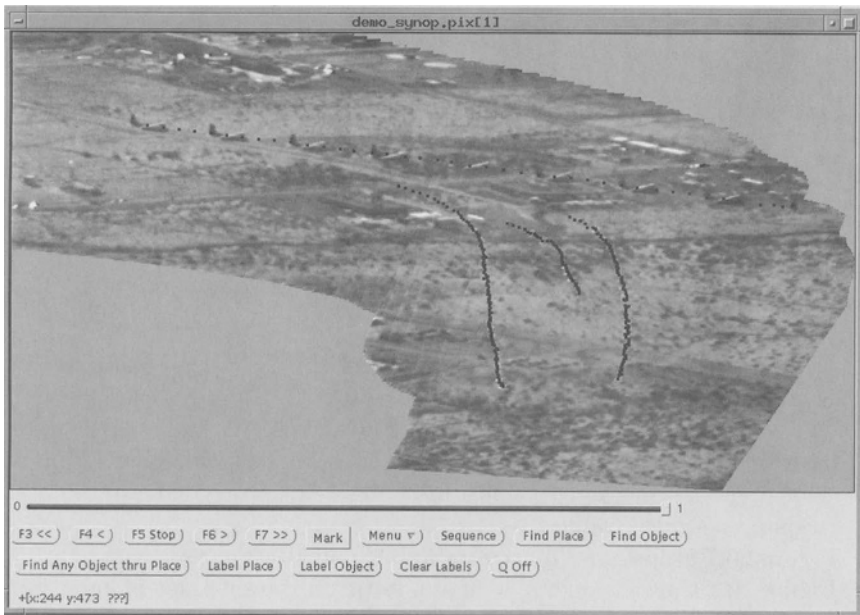 demo_synop.pix[1]
0 1
F3 << F4 < F5 Stop F6 > F7 >> Mark Menu ▿ Sequence Find Place Find Object
Find Any Object thru Place Label Place Label Object Clear Labels Q Off
+[x:244 y:473 ???]